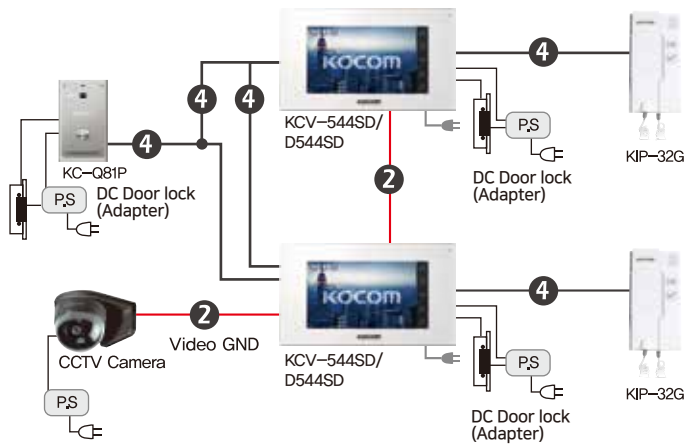 4
KOCOM
4
KIP-32G
KCV-544SD/
D544SD
P.S
DC Door lock
(Adapter)
4
4
4
KC-Q81P
P.S
DC Door lock
(Adapter)
2
KOCOM
4
KIP-32G
KCV-544SD/
D544SD
P.S
DC Door lock
(Adapter)
2
Video GND
CCTV Camera
P.S